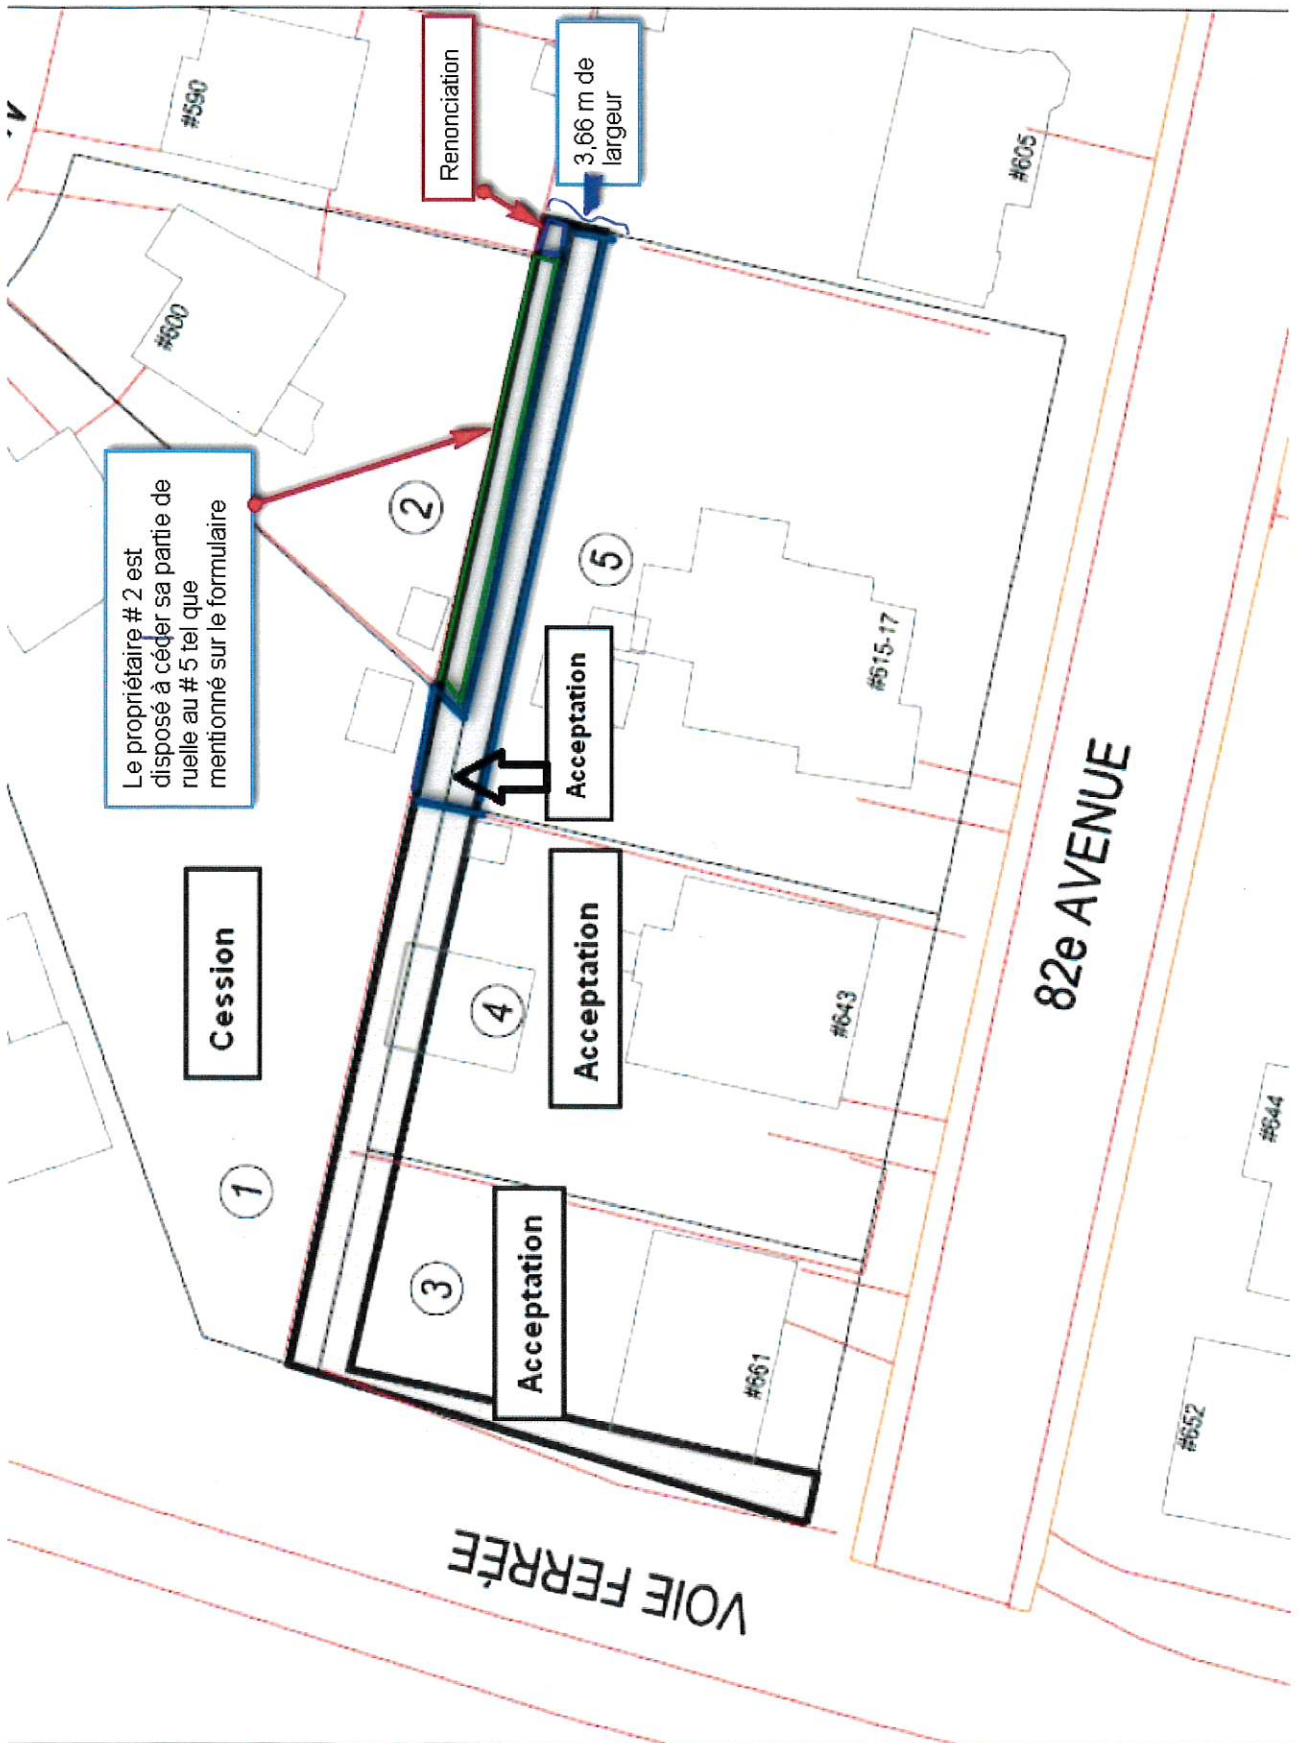 Renonciation
3,66 m de
largeur
#590
#600
#605
Le propriétaire # 2 est
disposé à céder sa partie de
ruelle au # 5 tel que
mentionné sur le formulaire
2
5
#615-17
Acceptation
Cession
1
4
Acceptation
#643
82e AVENUE
3
Acceptation
#661
#644
#652
VOIE FERRÉE